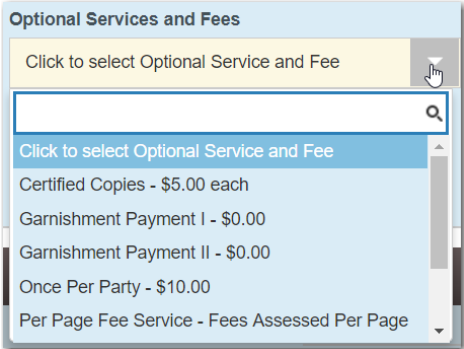 Optional Services and Fees
Click to select Optional Service and Fee
Click to select Optional Service and Fee
Certified Copies - $5.00 each
Garnishment Payment I - $0.00
Garnishment Payment II - $0.00
Once Per Party - $10.00
Per Page Fee Service - Fees Assessed Per Page